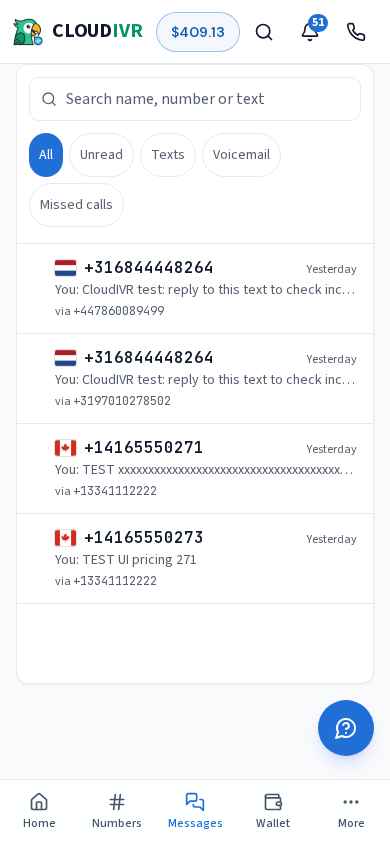 CLOUDIVR $409.13 51
Search name, number or text
All Unread Texts Voicemail
Missed calls
+316844448264 Yesterday
You: CloudIVR test: reply to this text to check inc…
via +447860089499
+316844448264 Yesterday
You: CloudIVR test: reply to this text to check inc…
via +3197010278502
+14165550271 Yesterday
You: TEST xxxxxxxxxxxxxxxxxxxxxxxxxxxxxxxxxxxxx…
via +13341112222
+14165550273 Yesterday
You: TEST UI pricing 271
via +13341112222
Home Numbers Messages Wallet More